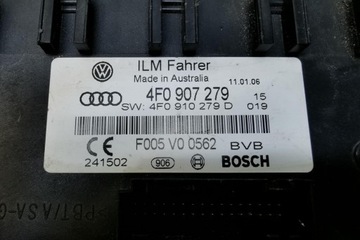 ILM Fahrer
Made in Australia
11.01.06
4F0 907 279 15
SW: 4F0 910 279 D 019
CE F005 V0 0562 BVB
241502 906 BOSCH